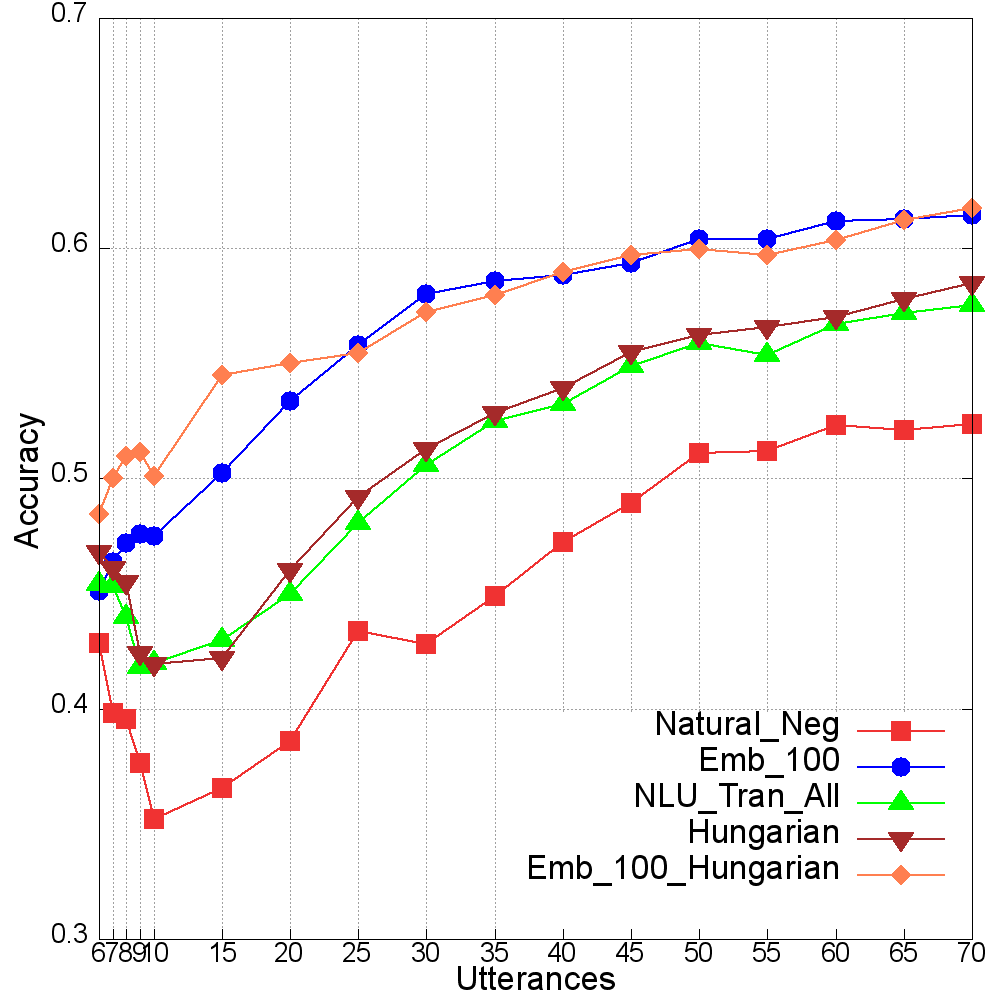 0.7
0.6
0.5
0.4
0.3
Accuracy
Natural_Neg
Emb_100
NLU_Tran_All
Hungarian
Emb_100_Hungarian
6 7 8 9 10 15 20 25 30 35 40 45 50 55 60 65 70
Utterances